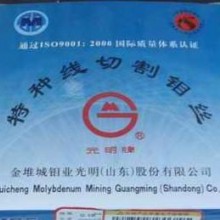 通过ISO9001:2008国际质量体系认证
特种线切割钼丝
光明牌
金堆城钼业光明(山东)股份有限公司
uicheng Molybdenum Mining Guangming (Shandong) Co.,